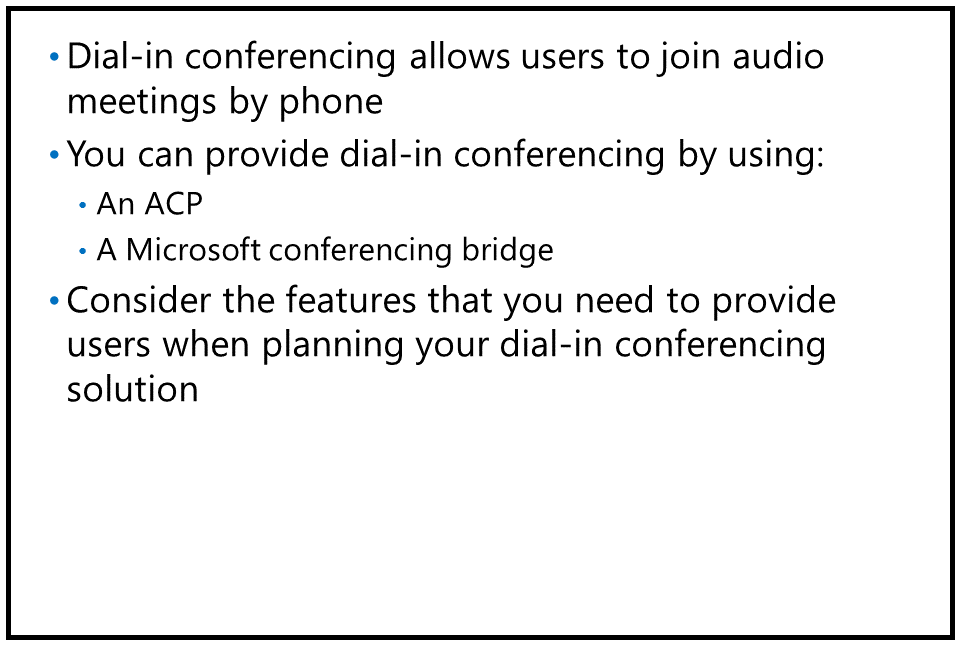 • Dial-in conferencing allows users to join audio
meetings by phone
• You can provide dial-in conferencing by using:
• An ACP
• A Microsoft conferencing bridge
• Consider the features that you need to provide
users when planning your dial-in conferencing
solution